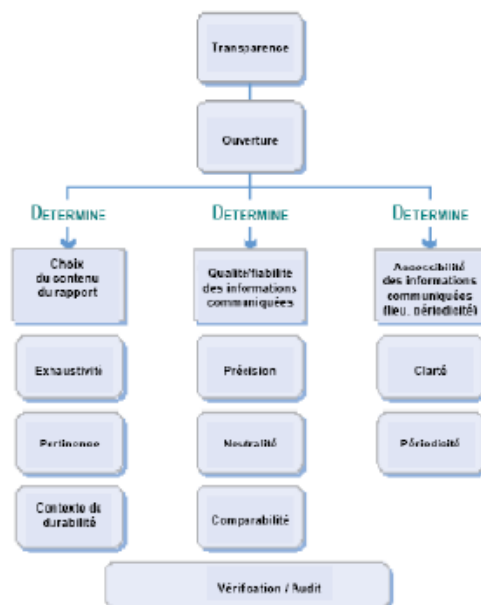 Transparence
Ouverture
DETERMINE
DETERMINE
DETERMINE
Choix
du contenu
du rapport
Qualité/fiabilité
des informations
communiquées
Accessibilité
des informations
communiquées
(lieu, périodicité)
Exhaustivité
Précision
Clarté
Pertinence
Neutralité
Périodicité
Contexte de
durabilité
Comparabilité
Vérification / Audit